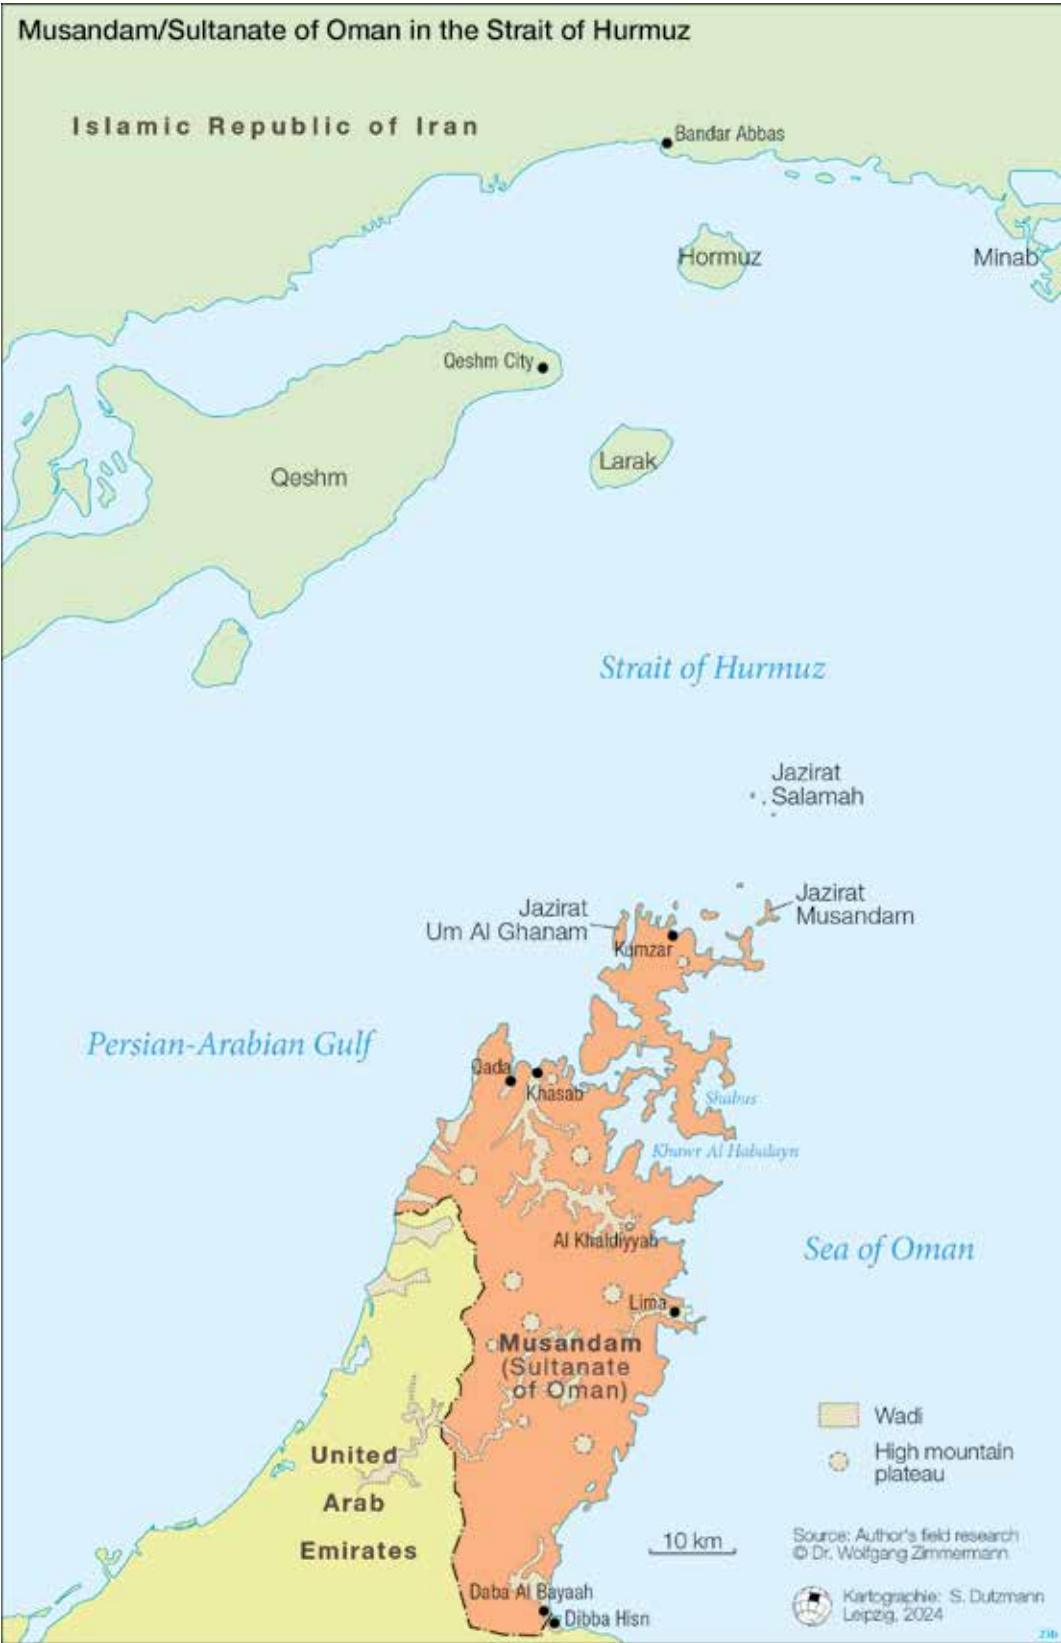 Musandam/Sultanate of Oman in the Strait of Hurmuz
Islamic Republic of Iran
Bandar Abbas
Hormuz
Minab
Qeshm City
Larak
Qeshm
Strait of Hurmuz
Jazirat
Salamah
Jazirat
Musandam
Jazirat
Um Al Ghanam
Kumzar
Persian-Arabian Gulf
Qada
Khasab
Shabus
Khawr Al Habalayn
Al Khaldiyyah
Sea of Oman
Lima
Musandam
(Sultanate
of Oman)
Wadi
High mountain
plateau
United
Arab
Emirates
10 km
Source: Author's field research
© Dr. Wolfgang Zimmermann
Daba Al Bayaah
Dibba Hisn
Kartographie: S. Dutzmann
Leipzig, 2024